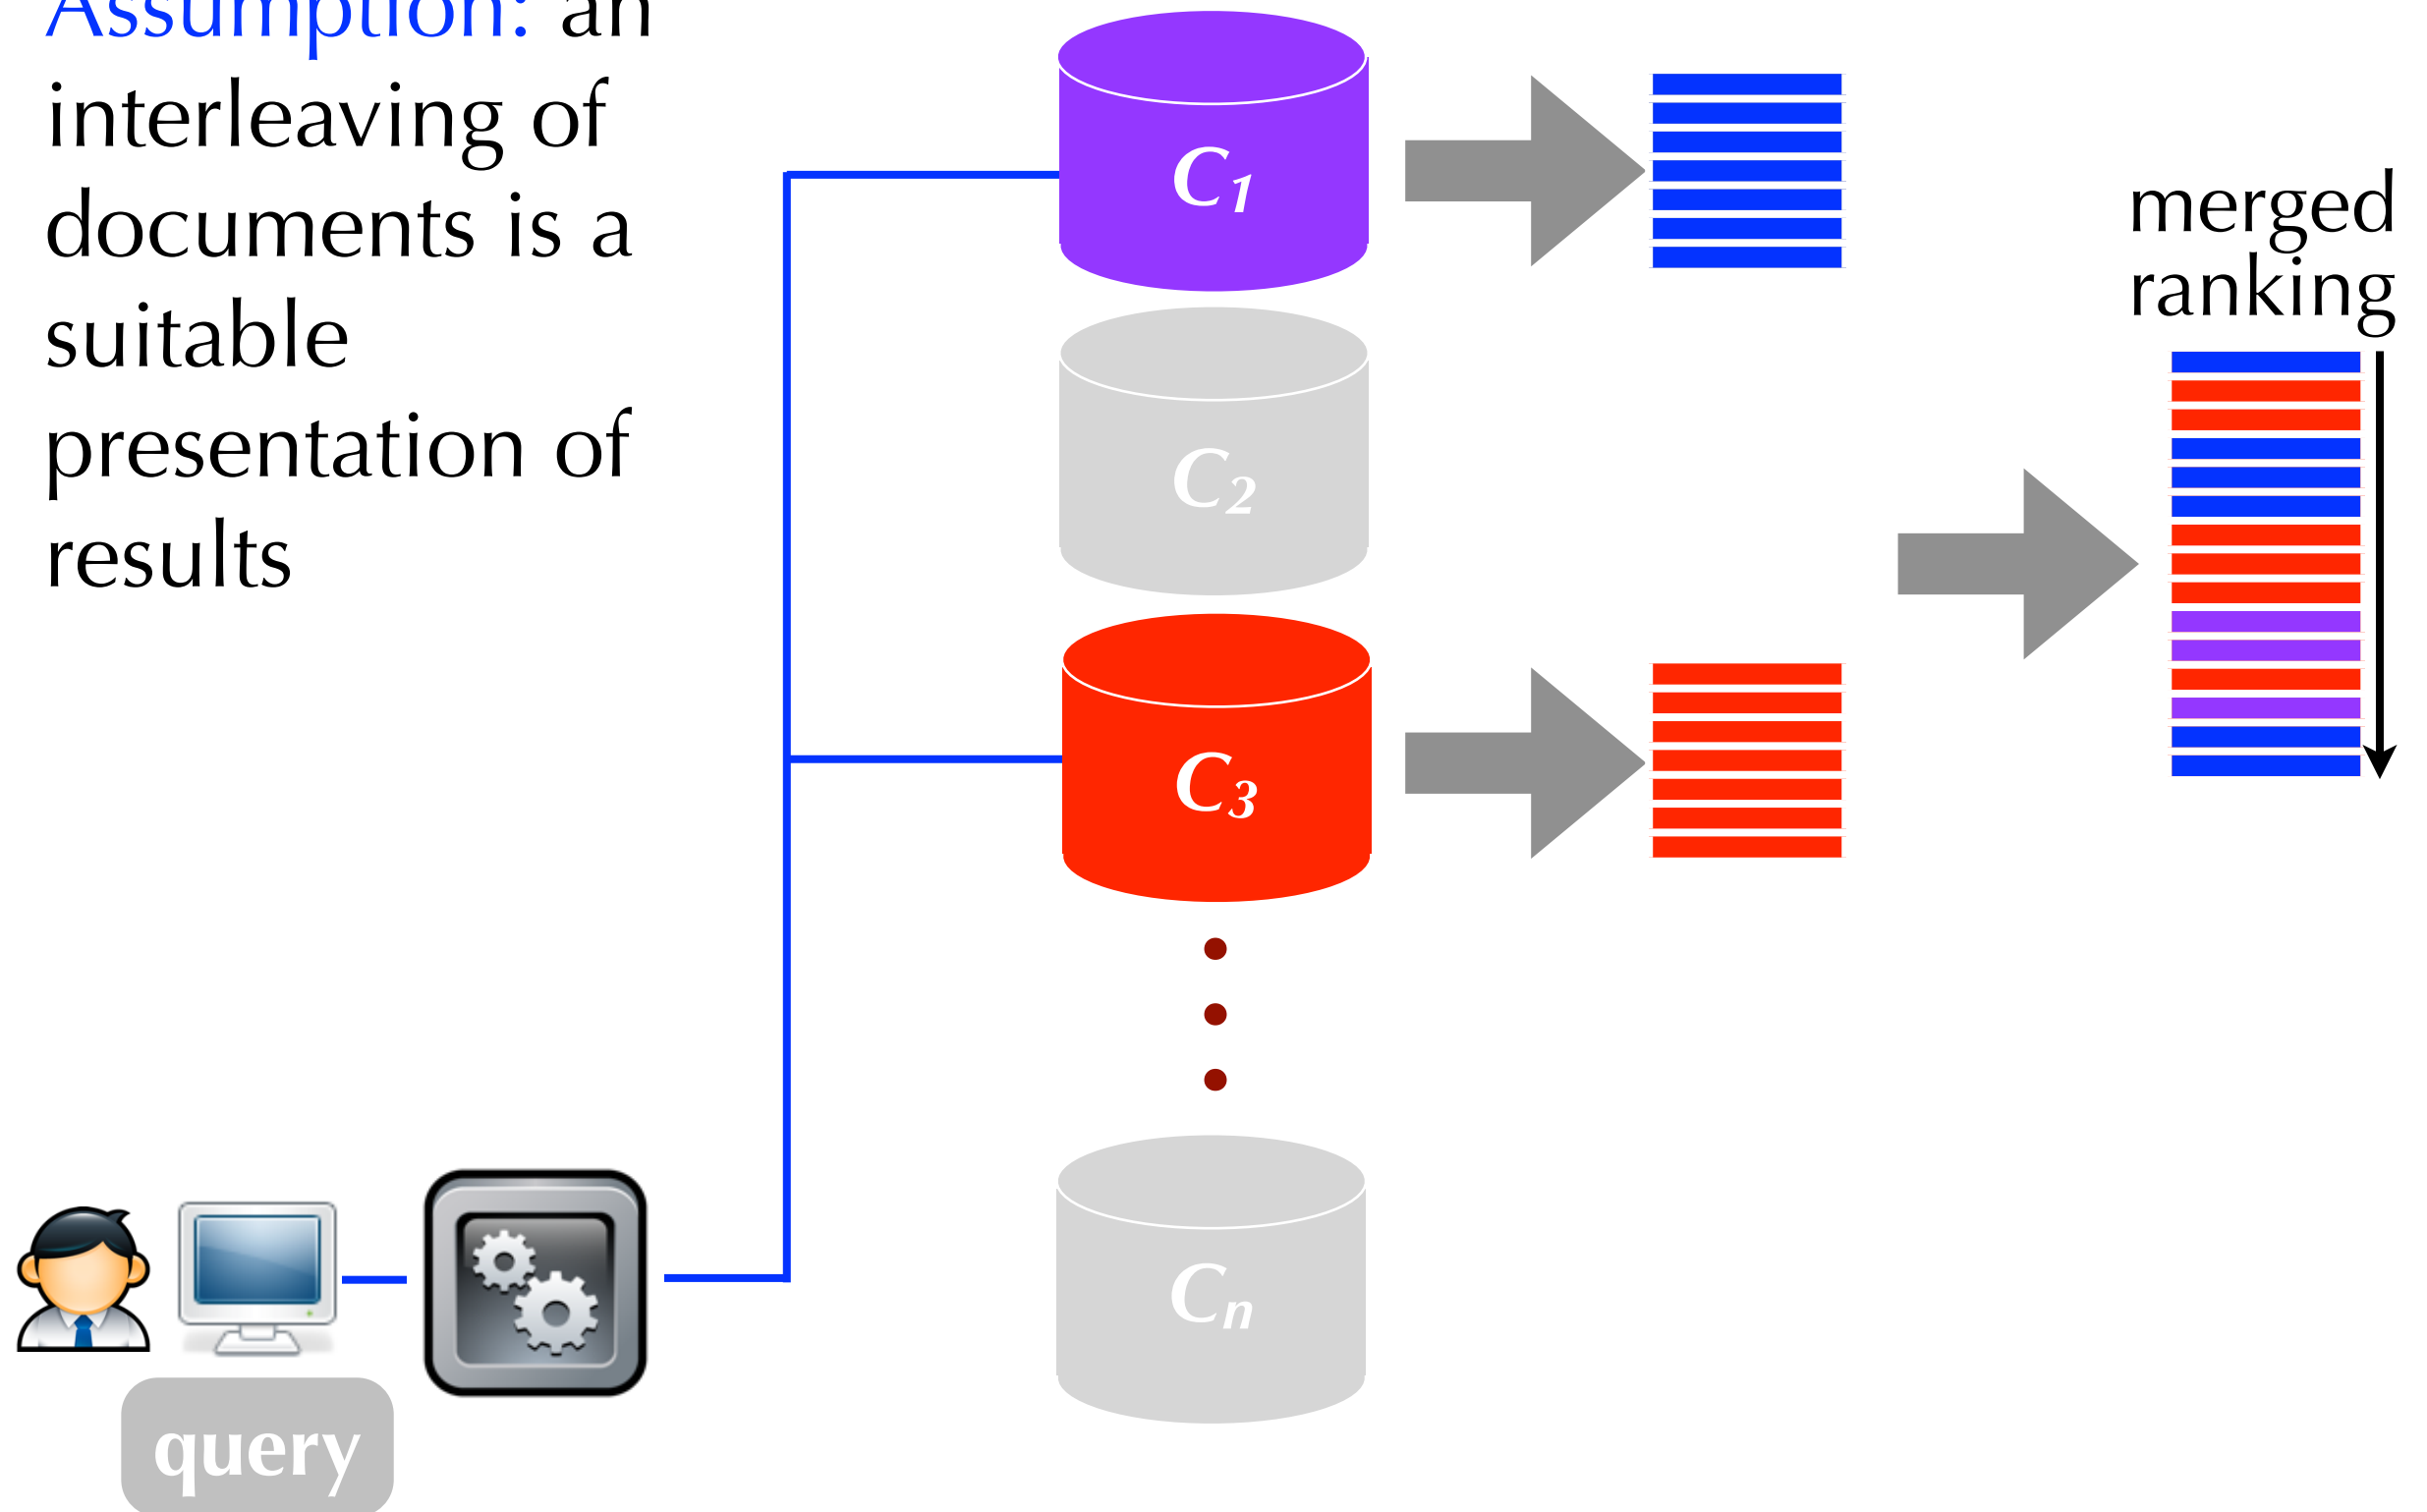 Assumption: an
interleaving of
documents is a
suitable
presentation of
results
C1
C2
C3
Cn
merged
ranking
query